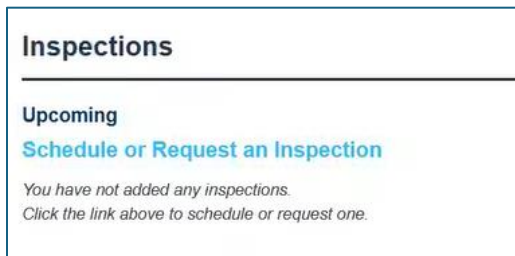 Inspections
Upcoming
Schedule or Request an Inspection
You have not added any inspections.
Click the link above to schedule or request one.